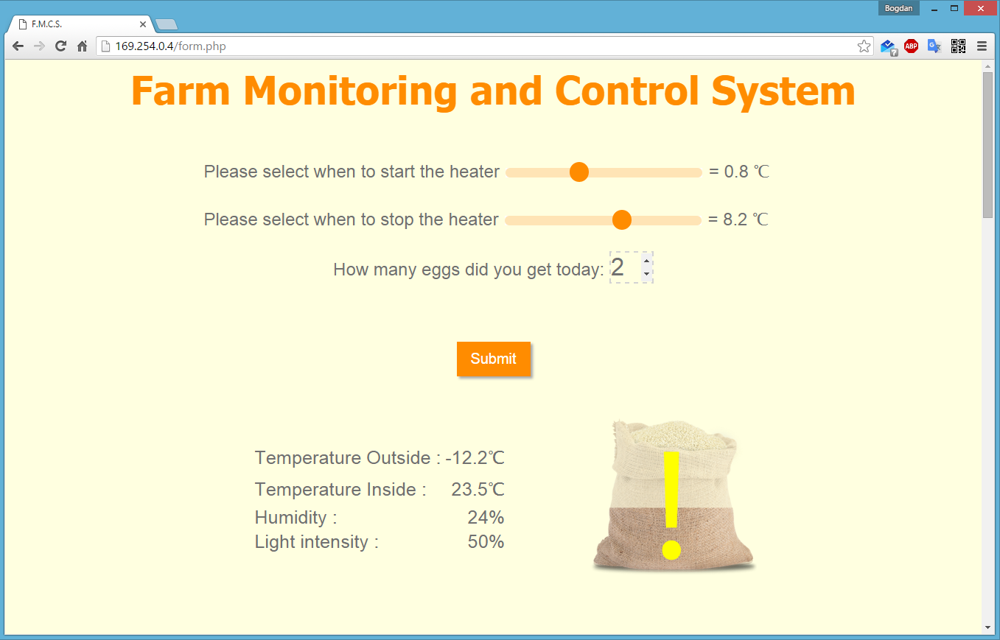 Bogdan
F.M.C.S.
169.254.0.4/form.php
7
ABP
Farm Monitoring and Control System
Please select when to start the heater = 0.8 ℃
Please select when to stop the heater = 8.2 ℃
How many eggs did you get today: 2
Submit
Temperature Outside : -12.2℃
Temperature Inside : 23.5℃
Humidity : 24%
Light intensity : 50%
!